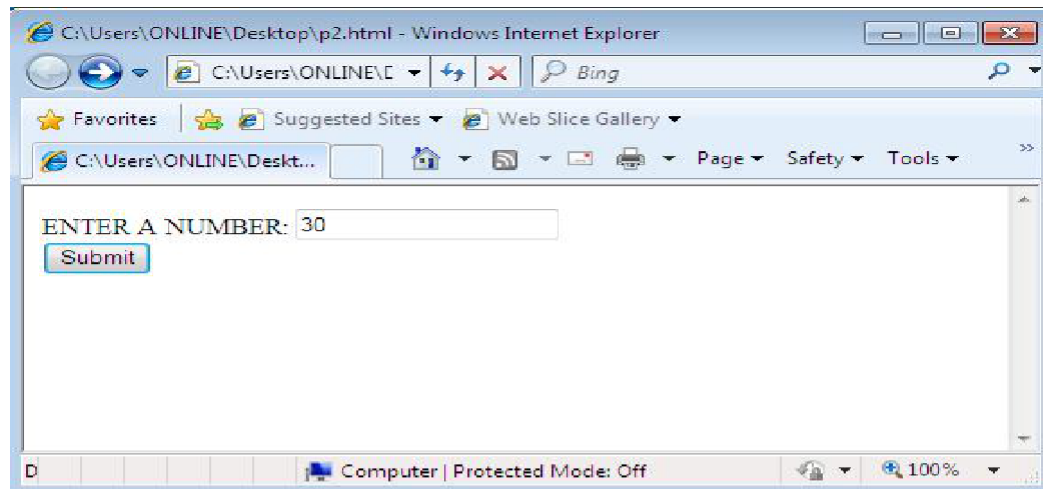 C:\Users\ONLINE\Desktop\p2.html - Windows Internet Explorer
C:\Users\ONLINE\D Bing
Favorites Suggested Sites Web Slice Gallery
C:\Users\ONLINE\Deskt... Page Safety Tools »
ENTER A NUMBER: 30
Submit
D Computer | Protected Mode: Off 100%